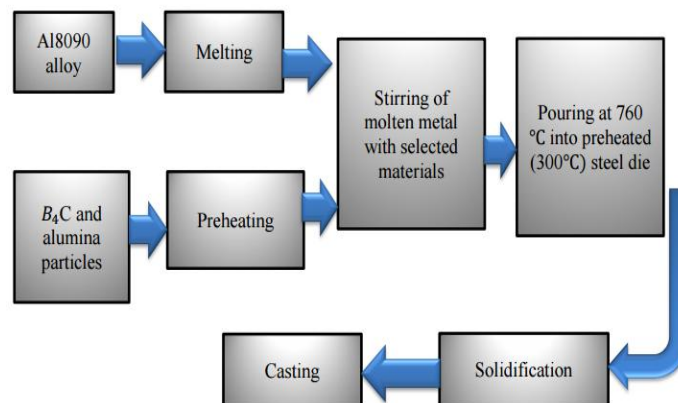 Al8090
alloy
Melting
Stirring of
molten metal
with selected
materials
Pouring at 760
℃ into preheated
(300℃) steel die
B₄C and
alumina
particles
Preheating
Casting
Solidification